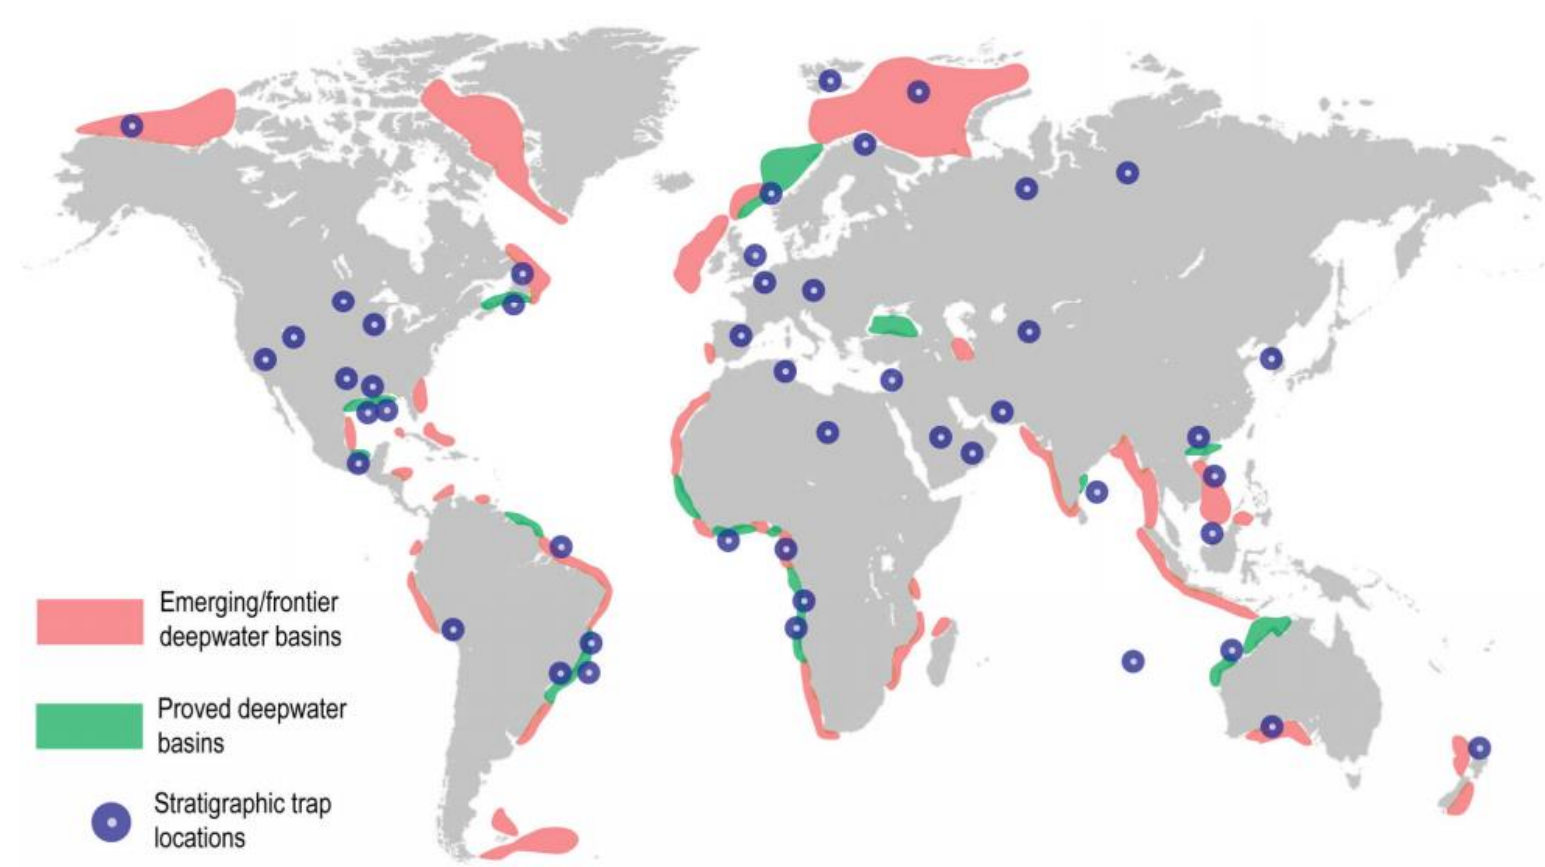 Emerging/frontier
deepwater basins
Proved deepwater
basins
Stratigraphic trap
locations